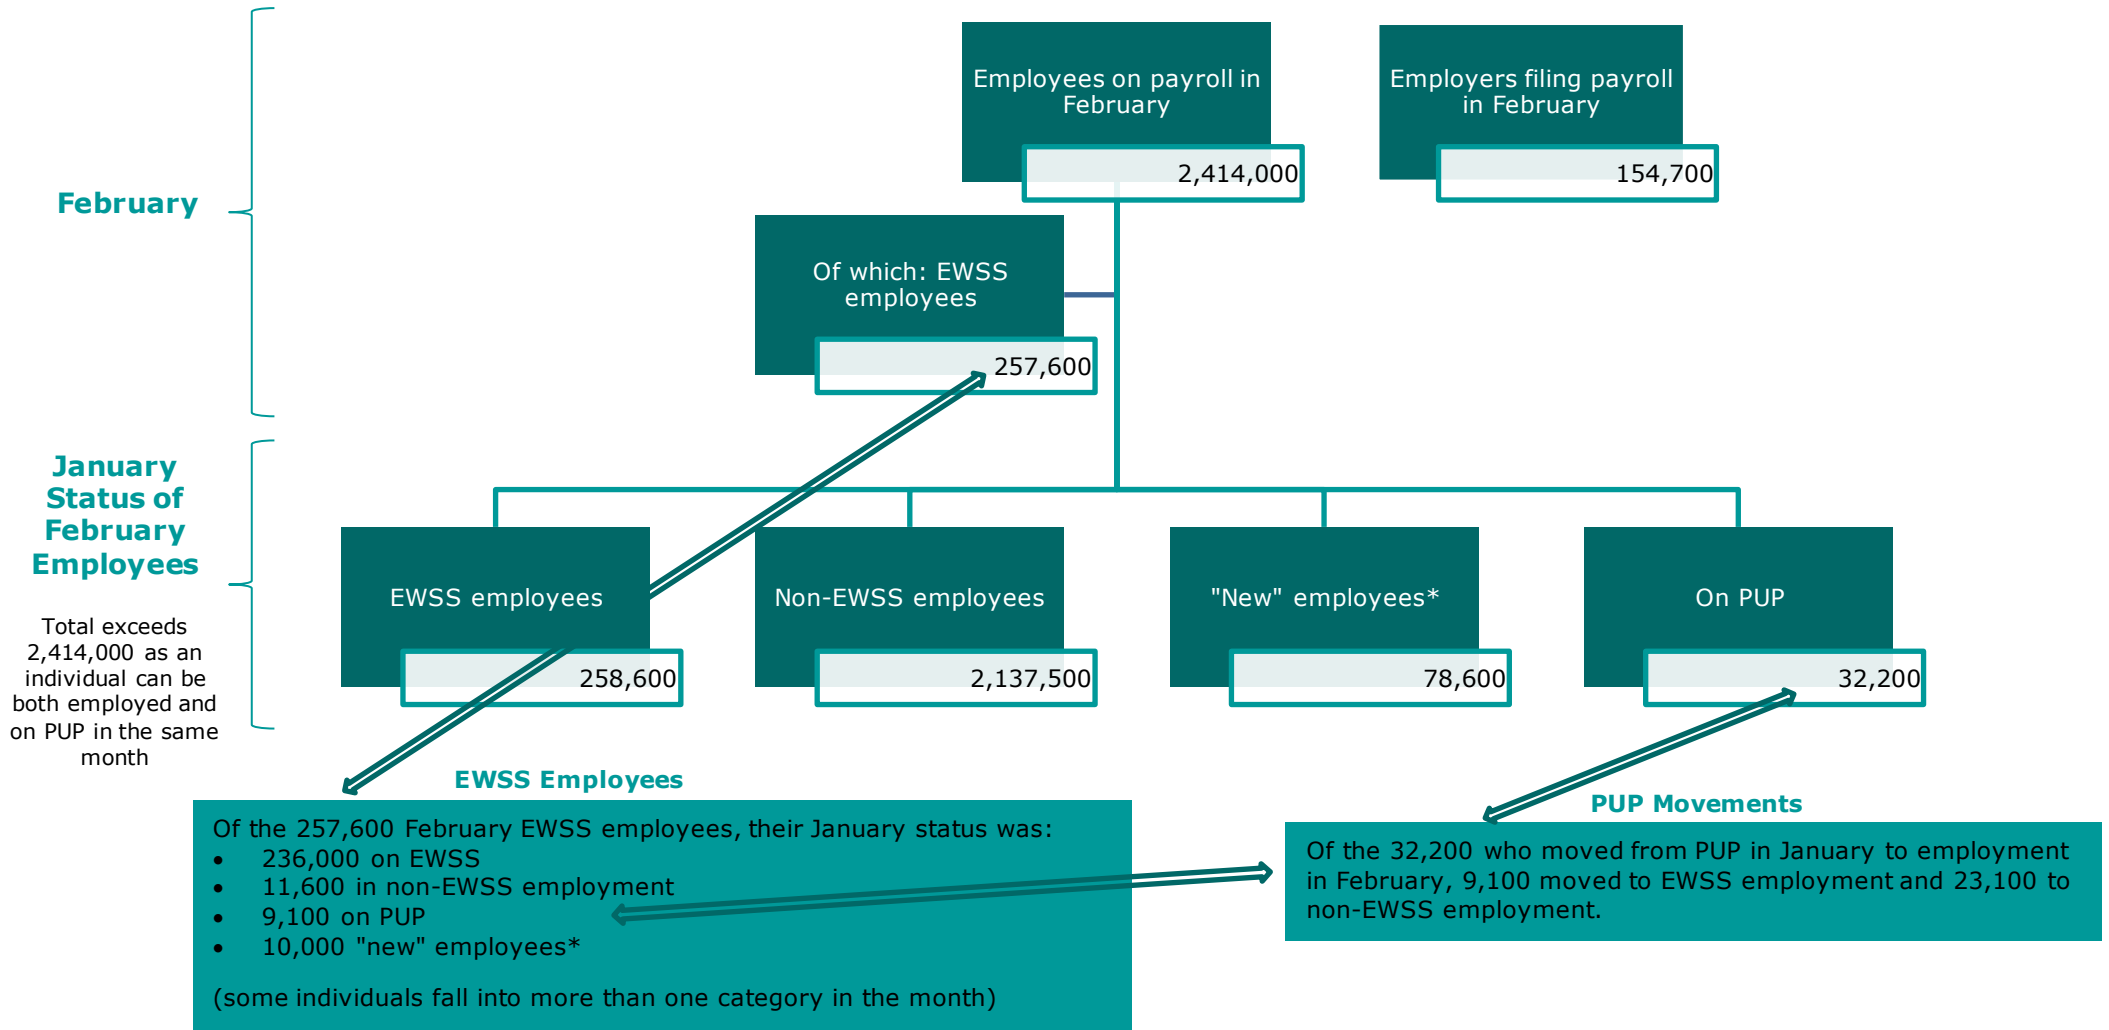 Employees on payroll in
February
2,414,000
Employers filing payroll
in February
154,700
February
Of which: EWSS
employees
257,600
January
Status of
February
Employees
Total exceeds
2,414,000 as an
individual can be
both employed and
on PUP in the same
month
EWSS employees
258,600
Non-EWSS employees
2,137,500
"New" employees*
78,600
On PUP
32,200
EWSS Employees
Of the 257,600 February EWSS employees, their January status was:
• 236,000 on EWSS
• 11,600 in non-EWSS employment
• 9,100 on PUP
• 10,000 "new" employees*
(some individuals fall into more than one category in the month)
PUP Movements
Of the 32,200 who moved from PUP in January to employment
in February, 9,100 moved to EWSS employment and 23,100 to
non-EWSS employment.